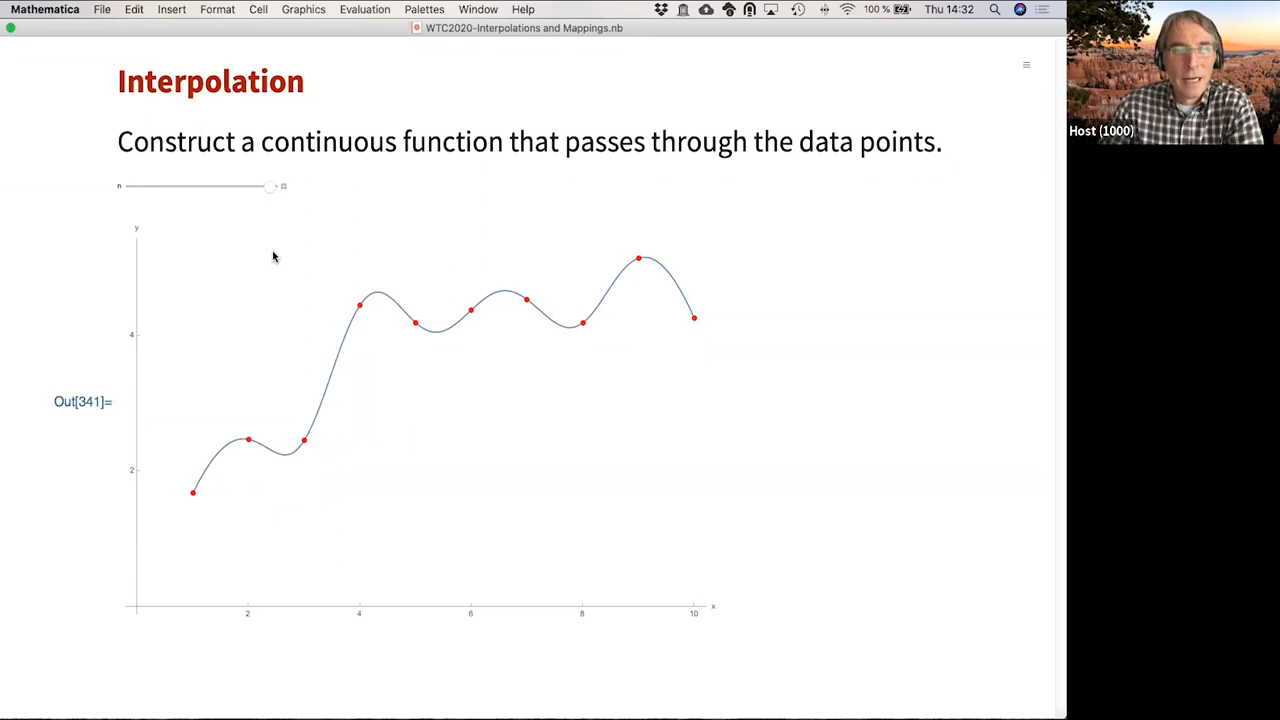 Mathematica File Edit Insert Format Cell Graphics Evaluation Palettes Window Help 100 % Thu 14:32
WTC2020-Interpolations and Mappings.nb
Interpolation
Construct a continuous function that passes through the data points.
n
y
4
Out[341]=
2
2 4 6 8 10 x
Host (1000)